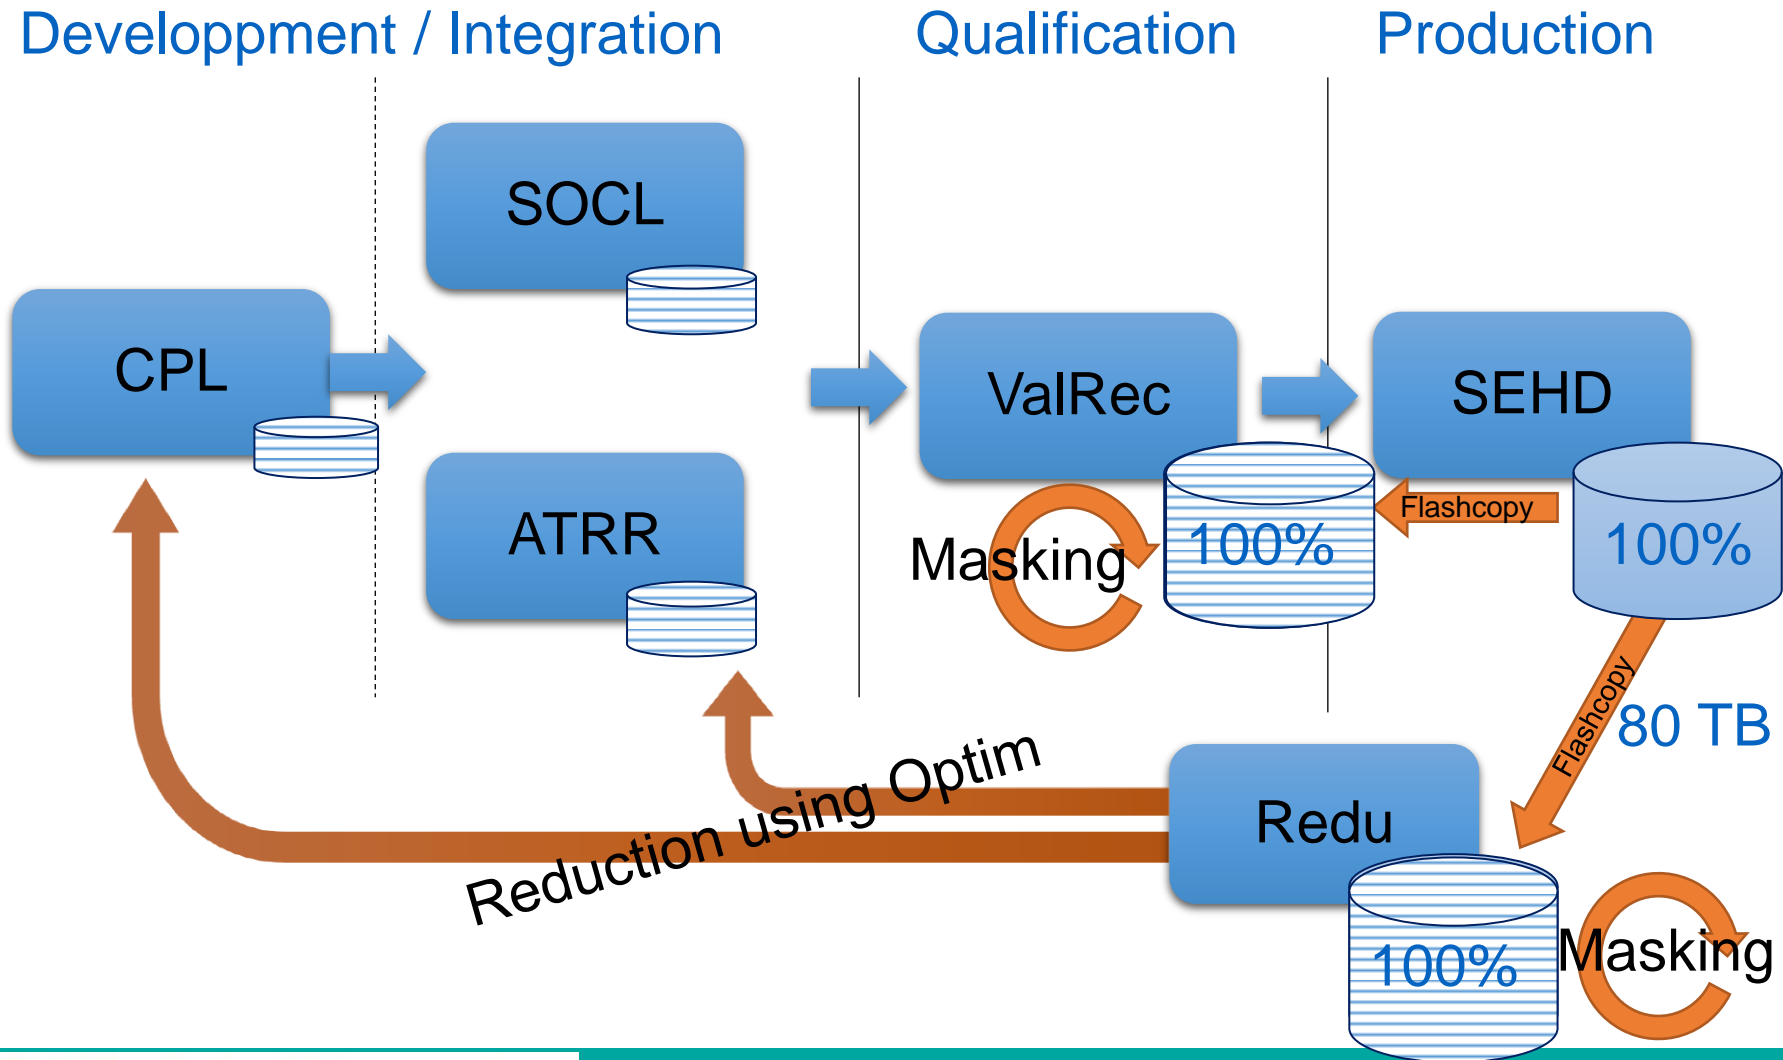 Developpment / Integration
Qualification
Production
SOCL
CPL
ValRec
SEHD
ATRR
Masking
100%
Flashcopy
100%
Flashcopy
80 TB
Reduction using Optim
Redu
100%
Masking